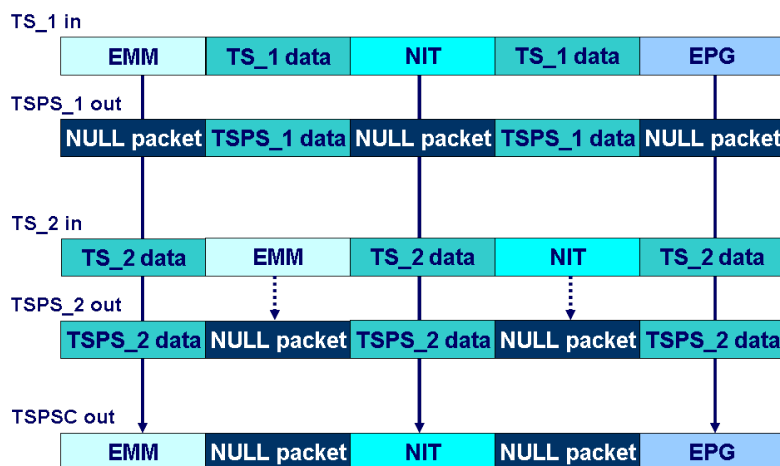 TS_1 in
EMM TS_1 data NIT TS_1 data EPG
TSPS_1 out
NULL packet TSPS_1 data NULL packet TSPS_1 data NULL packet
TS_2 in
TS_2 data EMM TS_2 data NIT TS_2 data
TSPS_2 out
TSPS_2 data NULL packet TSPS_2 data NULL packet TSPS_2 data
TSPSC out
EMM NULL packet NIT NULL packet EPG